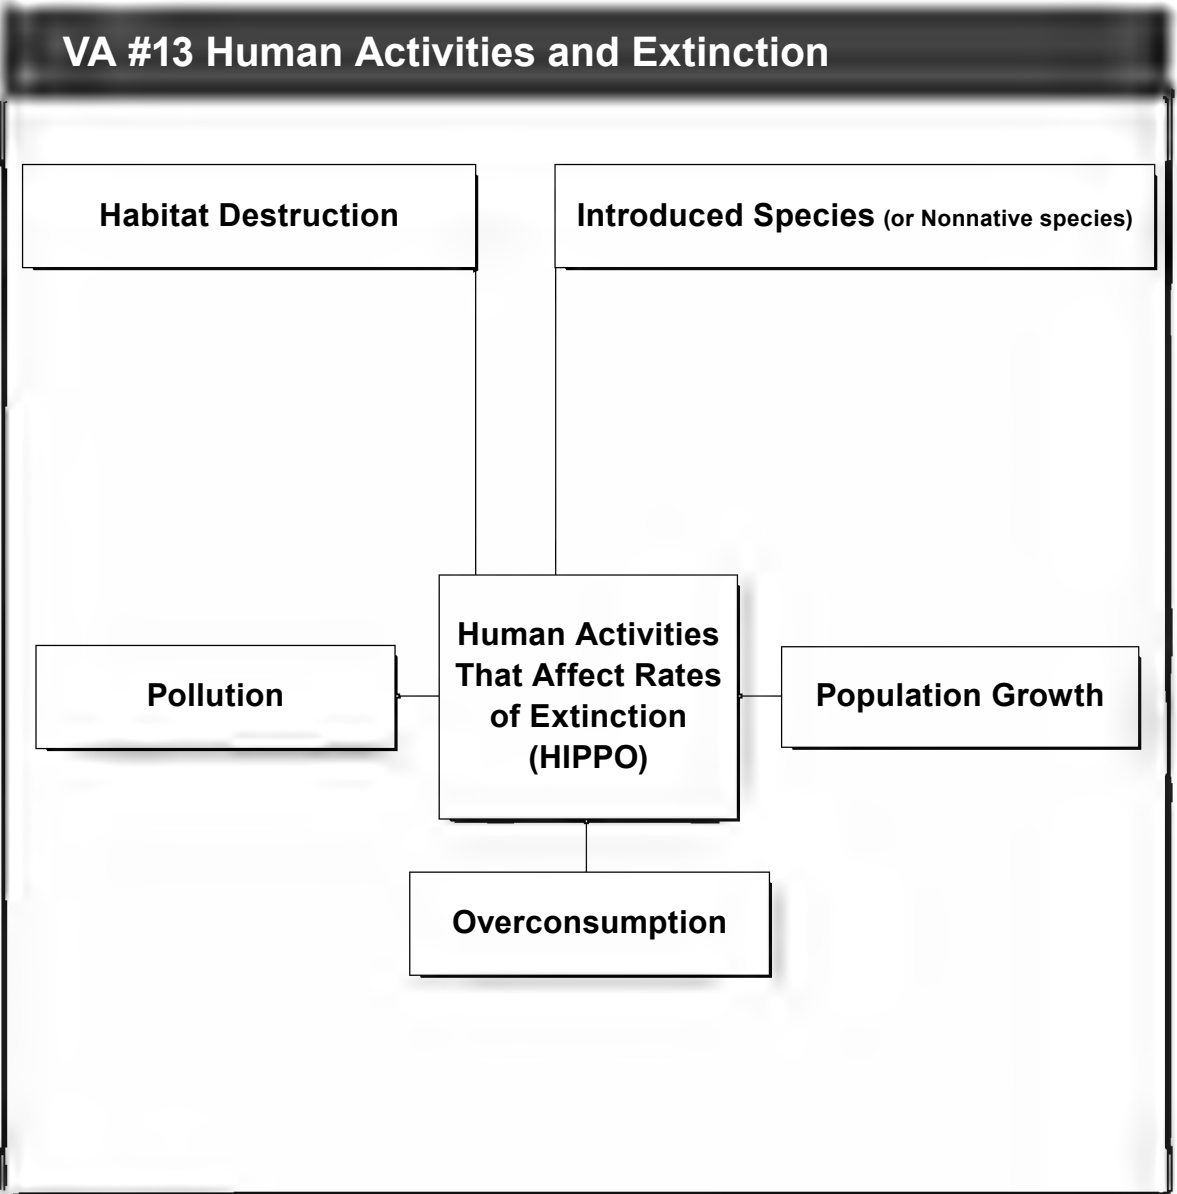 VA #13 Human Activities and Extinction
Habitat Destruction
Introduced Species (or Nonnative species)
Human Activities
That Affect Rates
of Extinction
(HIPPO)
Pollution
Population Growth
Overconsumption